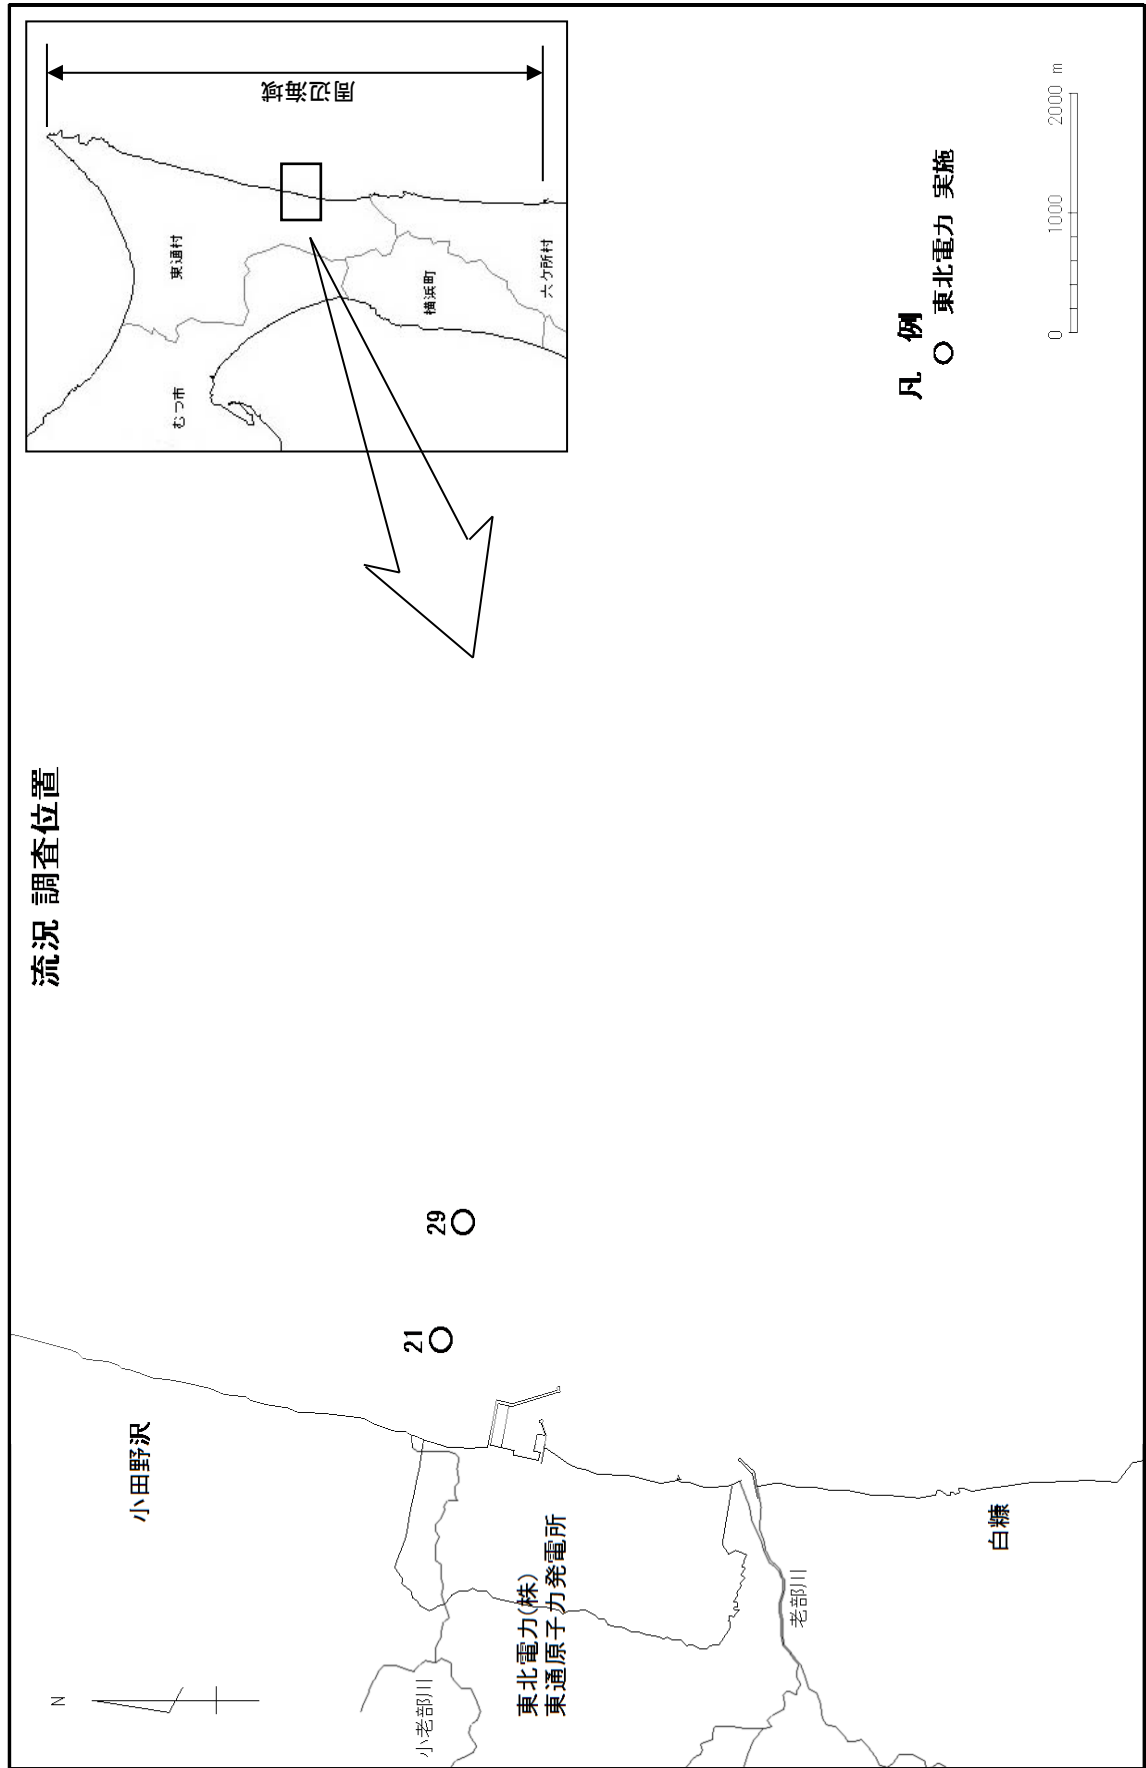 流況 調査位置
N
小田野沢
21
29
小老部川
東北電力(株)
東通原子力発電所
老部川
白糠
むつ市
東通村
横浜町
六ケ所村
周辺海域
凡 例
○ 東北電力 実施
0 1000 2000 m